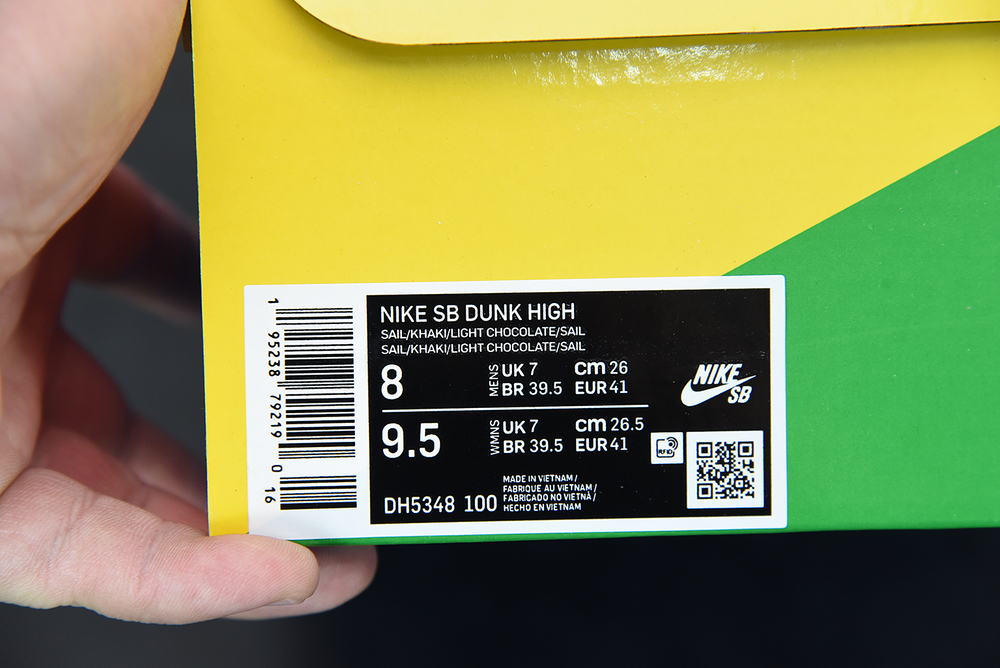 1 95238 79219 0 16
NIKE SB DUNK HIGH
SAIL/KHAKI/LIGHT CHOCOLATE/SAIL
SAIL/KHAKI/LIGHT CHOCOLATE/SAIL
8
MENS
UK 7 cm 26
BR 39.5 EUR 41
9.5
WMNS
UK 7 cm 26.5
BR 39.5 EUR 41
NIKE
SB
RFID
DH5348 100
MADE IN VIETNAM /
FABRIQUE AU VIETNAM /
FABRICADO NO VIETNÃ /
HECHO EN VIETNAM